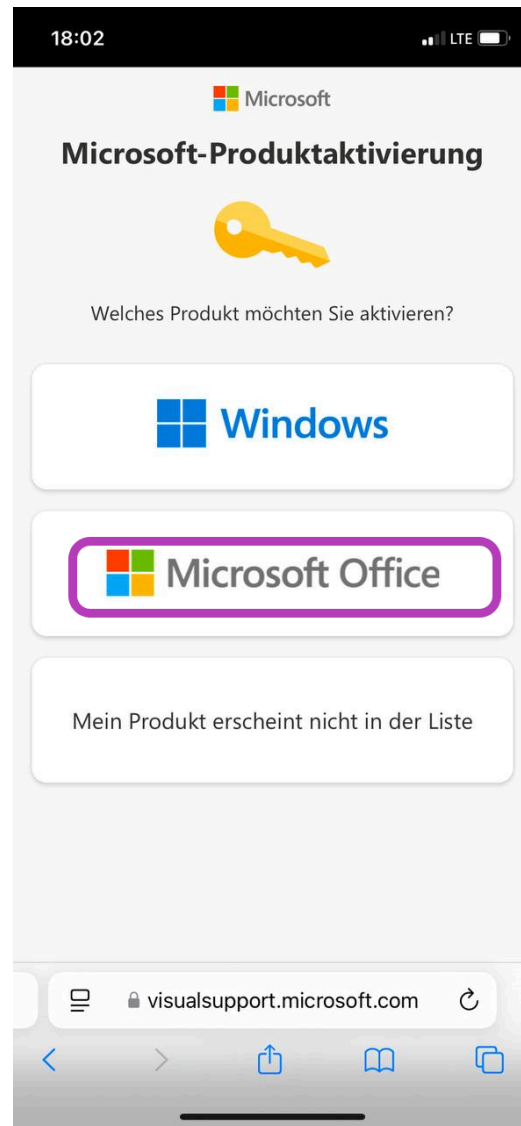 18:02 LTE
Microsoft
Microsoft-Produktaktivierung
Welches Produkt möchten Sie aktivieren?
Windows
Microsoft Office
Mein Produkt erscheint nicht in der Liste
visualsupport.microsoft.com